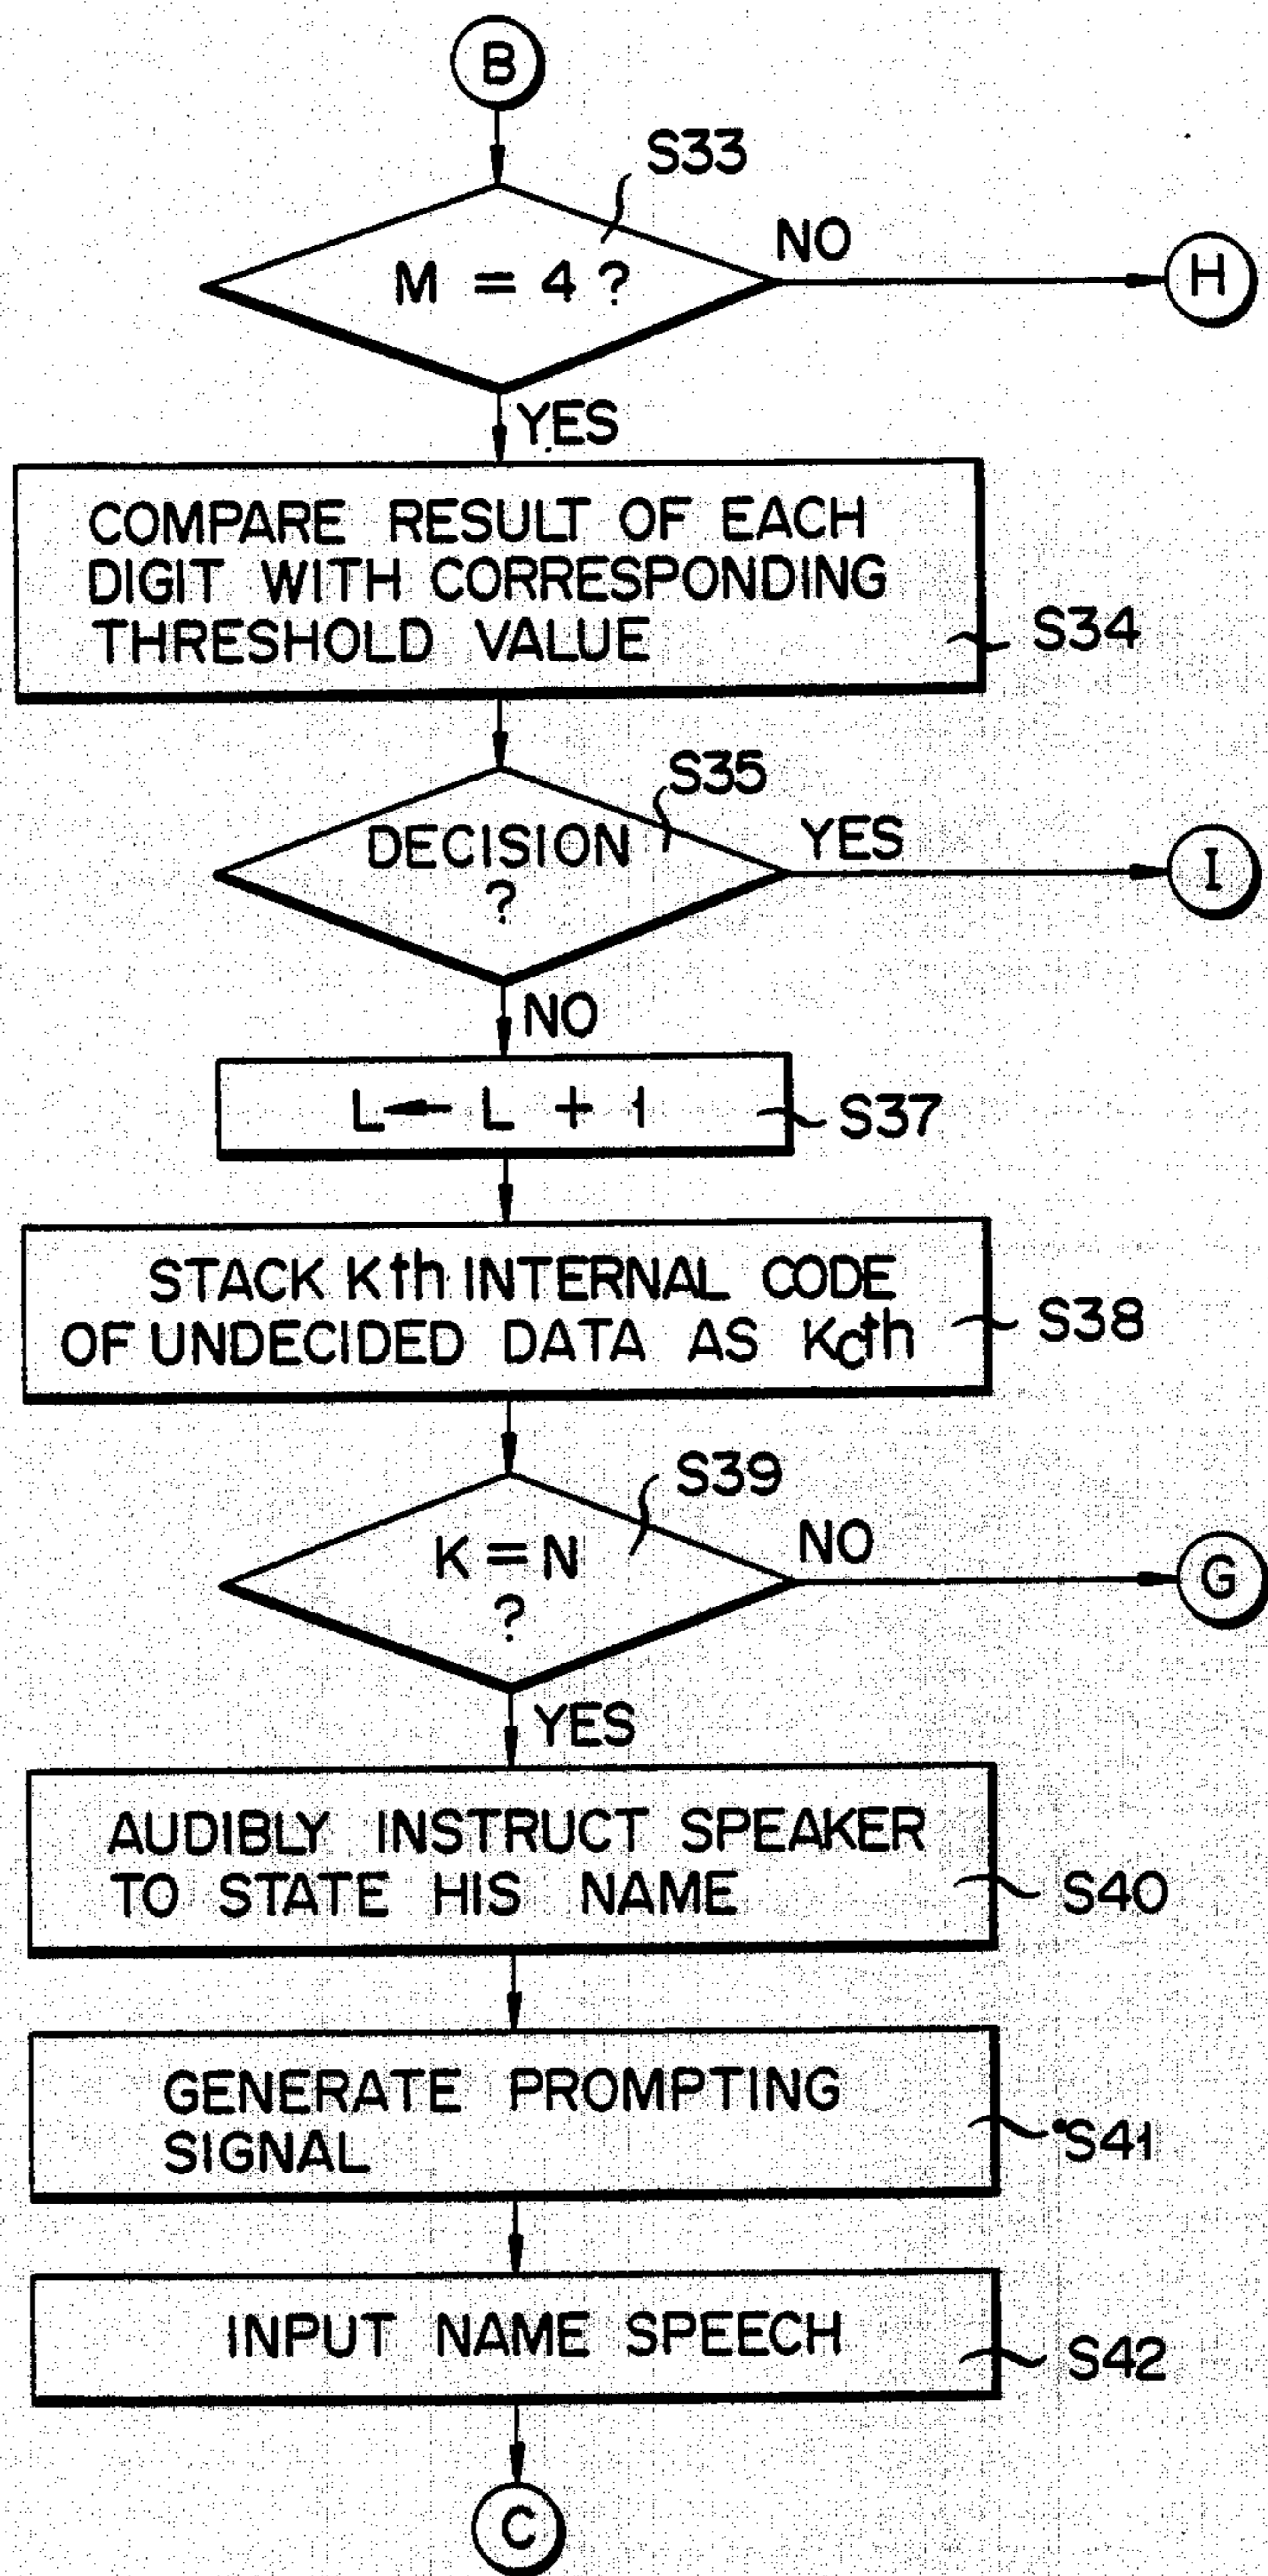 B
S33
M = 4 ?
NO
H
YES
COMPARE RESULT OF EACH
DIGIT WITH CORRESPONDING
THRESHOLD VALUE
S34
S35
DECISION
?
YES
I
NO
L ← L + 1
S37
STACK Kth INTERNAL CODE
OF UNDECIDED DATA AS Kcth
S38
S39
K = N
?
NO
G
YES
AUDIBLY INSTRUCT SPEAKER
TO STATE HIS NAME
S40
GENERATE PROMPTING
SIGNAL
S41
INPUT NAME SPEECH
S42
C